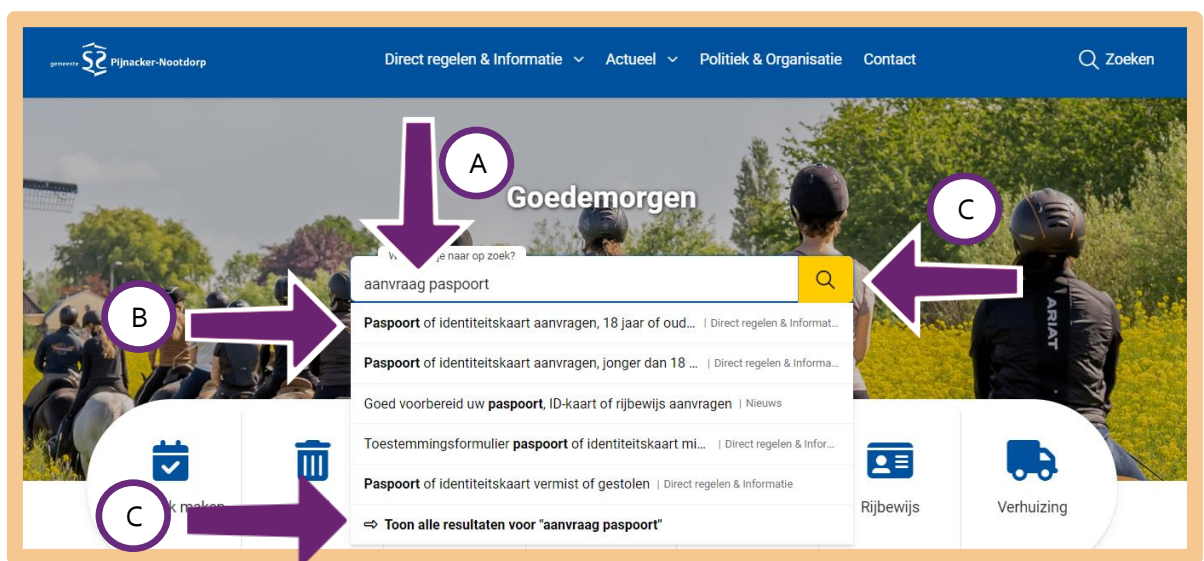 gemeente Pijnacker-Nootdorp
Direct regelen & Informatie
Actueel
Politiek & Organisatie
Contact
Zoeken
A
Goedemorgen
C
je naar op zoek?
aanvraag paspoort
B
Paspoort of identiteitskaart aanvragen, 18 jaar of oud... | Direct regelen & Informat...
Paspoort of identiteitskaart aanvragen, jonger dan 18 ... | Direct regelen & Informa...
Goed voorbereid uw paspoort, ID-kaart of rijbewijs aanvragen | Nieuws
Toestemmingsformulier paspoort of identiteitskaart mi... | Direct regelen & Infor...
Paspoort of identiteitskaart vermist of gestolen | Direct regelen & Informatie
⇨ Toon alle resultaten voor "aanvraag paspoort"
C
k maken
Rijbewijs
Verhuizing
ARIAT